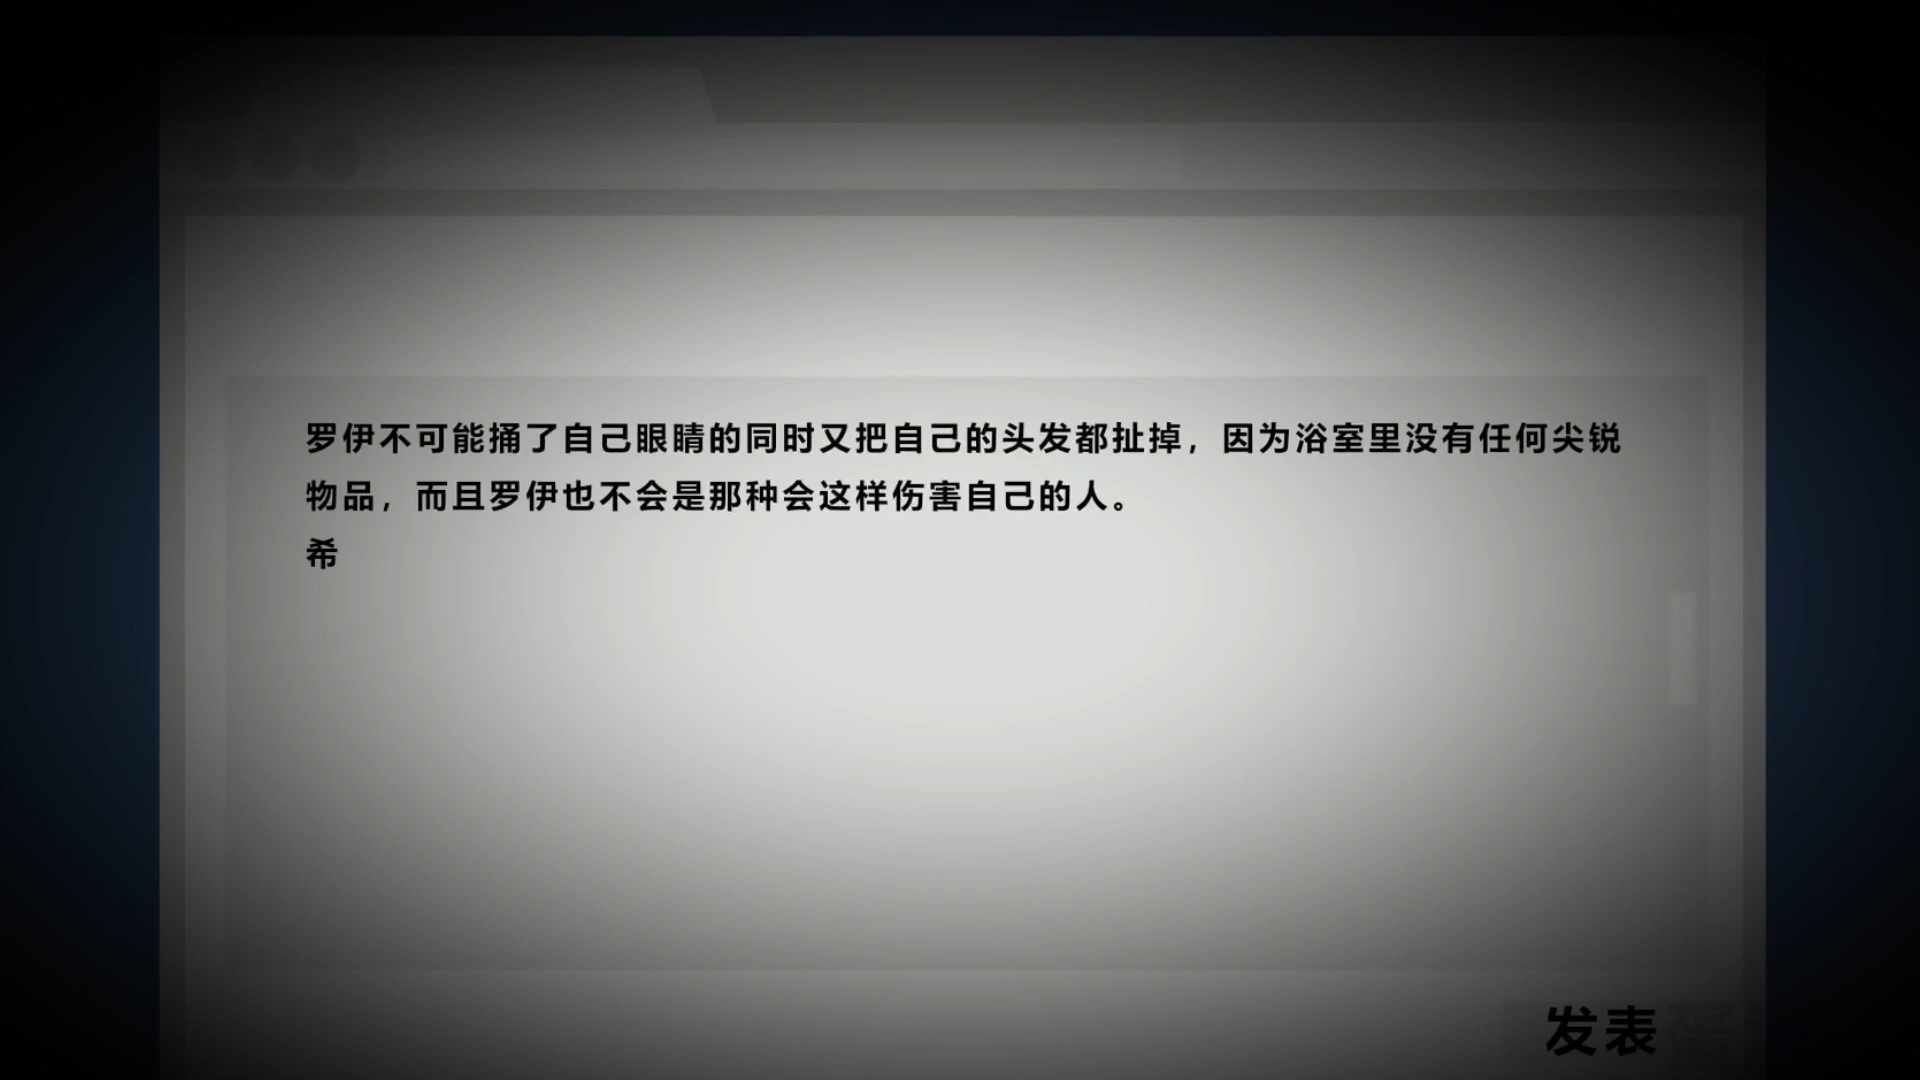 罗伊不可能捅了自己眼睛的同时又把自己的头发都扯掉，因为浴室里没有任何尖锐
物品，而且罗伊也不会是那种会这样伤害自己的人。
希
发表